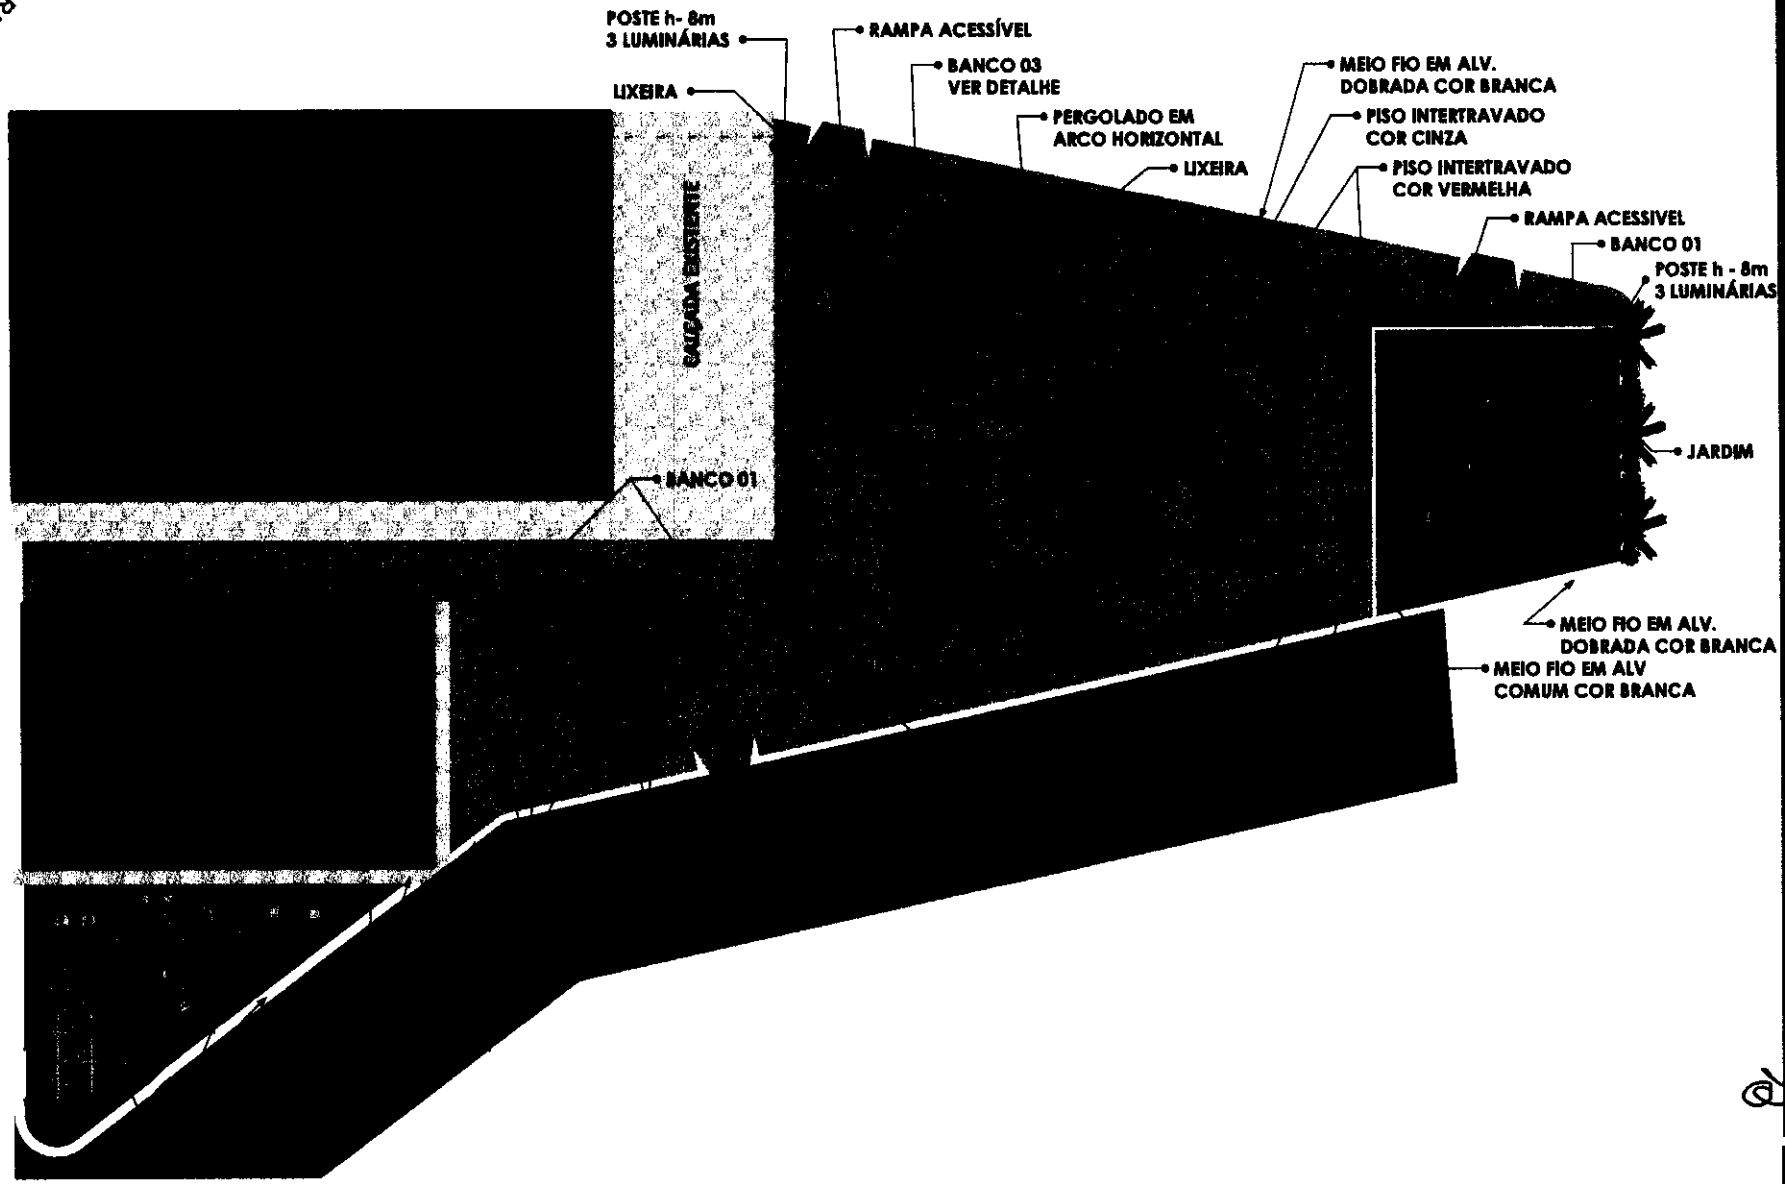 POSTE h- 8m
3 LUMINÁRIAS
RAMPA ACESSÍVEL
LIXEIRA
BANCO 03
VER DETALHE
PERGOLADO EM
ARCO HORIZONTAL
LIXEIRA
MEIO FIO EM ALV.
DOBRADA COR BRANCA
PISO INTERTRAVADO
COR CINZA
PISO INTERTRAVADO
COR VERMELHA
RAMPA ACESSIVEL
BANCO 01
POSTE h - 8m
3 LUMINÁRIAS
CALÇADA EXISTENTE
BANCO 01
JARDIM
MEIO FIO EM ALV.
DOBRADA COR BRANCA
MEIO FIO EM ALV
COMUM COR BRANCA